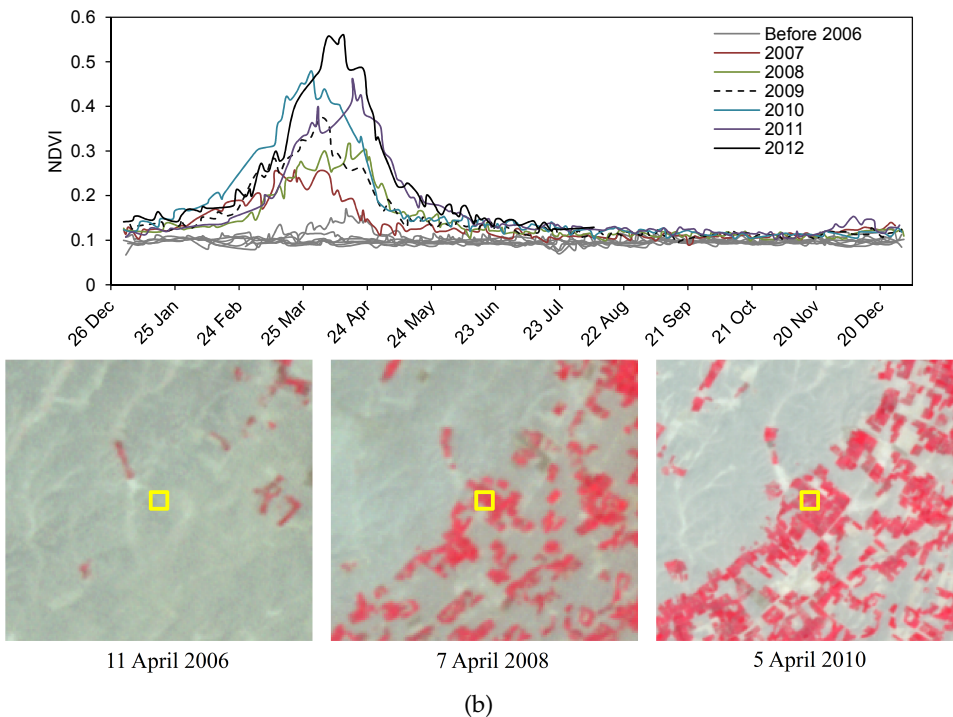 0.6
0.5
0.4
0.3
0.2
0.1
0
NDVI
Before 2006
2007
2008
2009
2010
2011
2012
26 Dec
25 Jan
24 Feb
25 Mar
24 Apr
24 May
23 Jun
23 Jul
22 Aug
21 Sep
21 Oct
20 Nov
20 Dec
11 April 2006
7 April 2008
5 April 2010
(b)